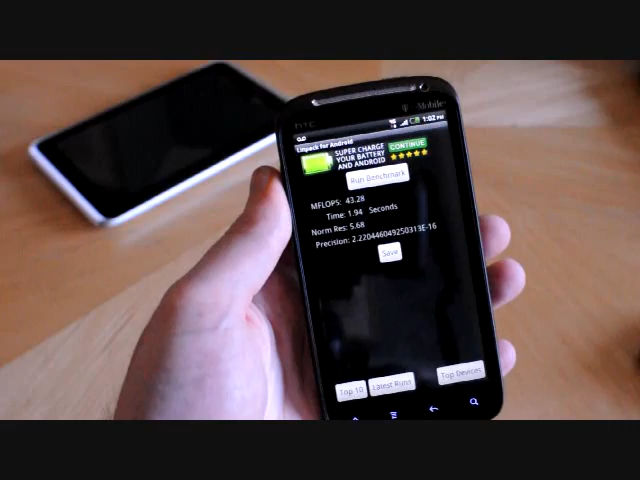 hTC
T-Mobile
1:02 PM
Linpack for Android
SUPER CHARGE
YOUR BATTERY
AND ANDROID
CONTINUE
Run Benchmark
MFLOPS: 43.28
Time: 1.94 Seconds
Norm Res: 5.68
Precision: 2.220446049250313E-16
Save
Top 10
Latest Runs
Top Devices